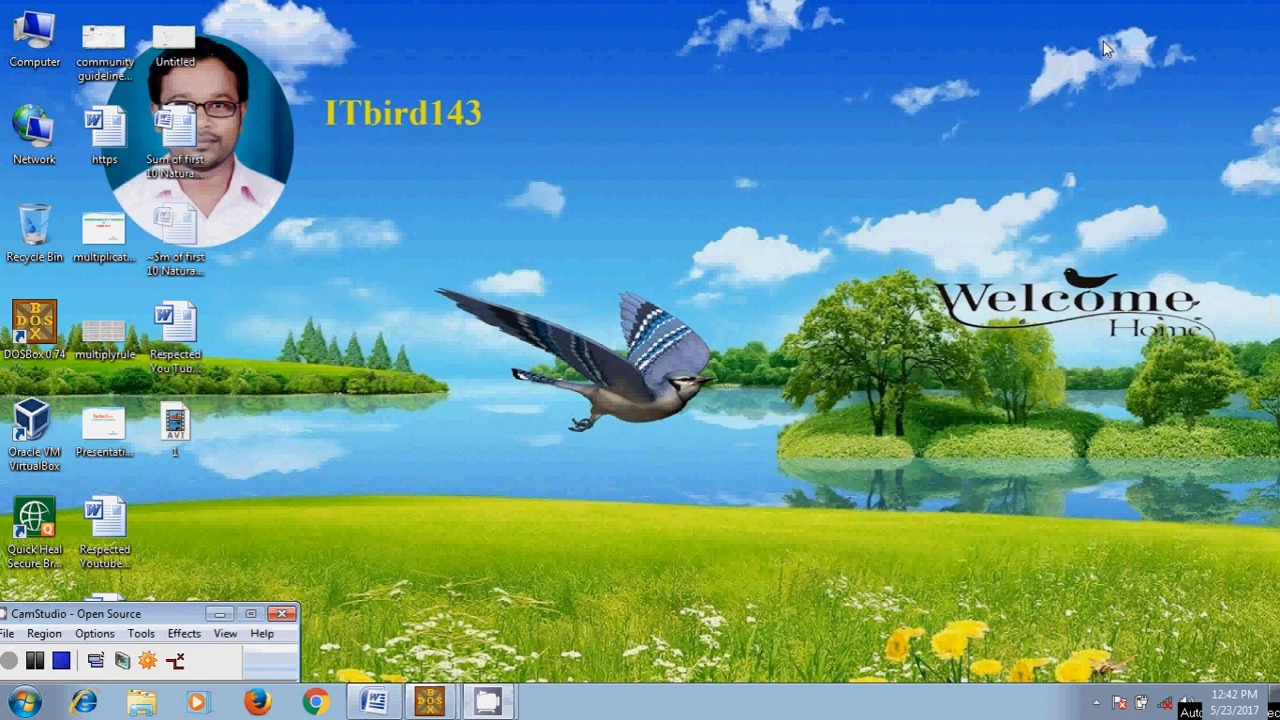 Computer
community
guideline...
Untitled
ITbird143
Network
https
Sum of first
10 Natura...
Recycle Bin
multiplicat...
~$m of first
10 Natura...
Welcome
Home
BDOSX
DOSBox 0.74
multiplyrule
Respected
You Tub...
Oracle VM
VirtualBox
Presentati...
AVI
1
Quick Heal
Secure Br...
Respected
Youtube...
CamStudio - Open Source
File Region Options Tools Effects View Help
12:42 PM
5/23/2017